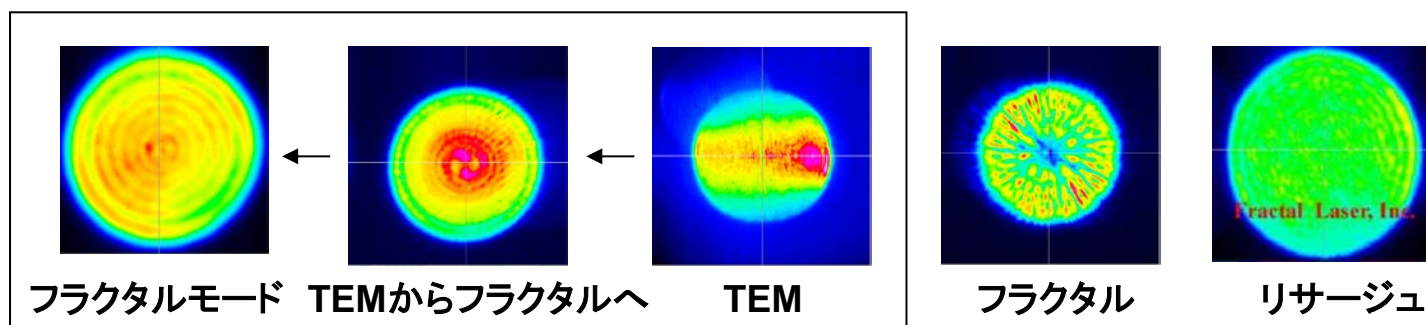 Fractal Laser, Inc.
フラクタルモード
TEMからフラクタルへ
TEM
フラクタル
リサージュ